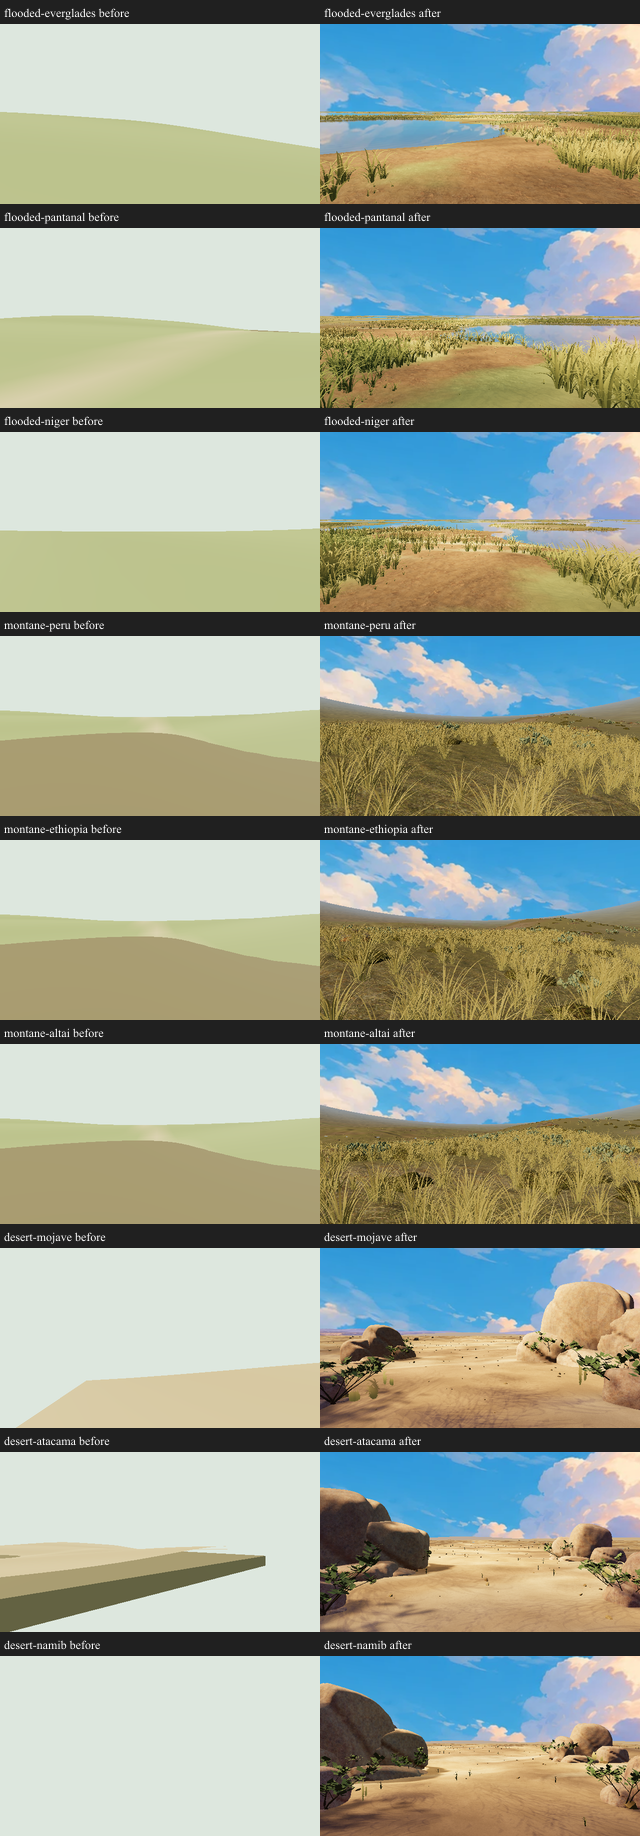 flooded-everglades before
flooded-everglades after
flooded-pantanal before
flooded-pantanal after
flooded-niger before
flooded-niger after
montane-peru before
montane-peru after
montane-ethiopia before
montane-ethiopia after
montane-altai before
montane-altai after
desert-mojave before
desert-mojave after
desert-atacama before
desert-atacama after
desert-namib before
desert-namib after